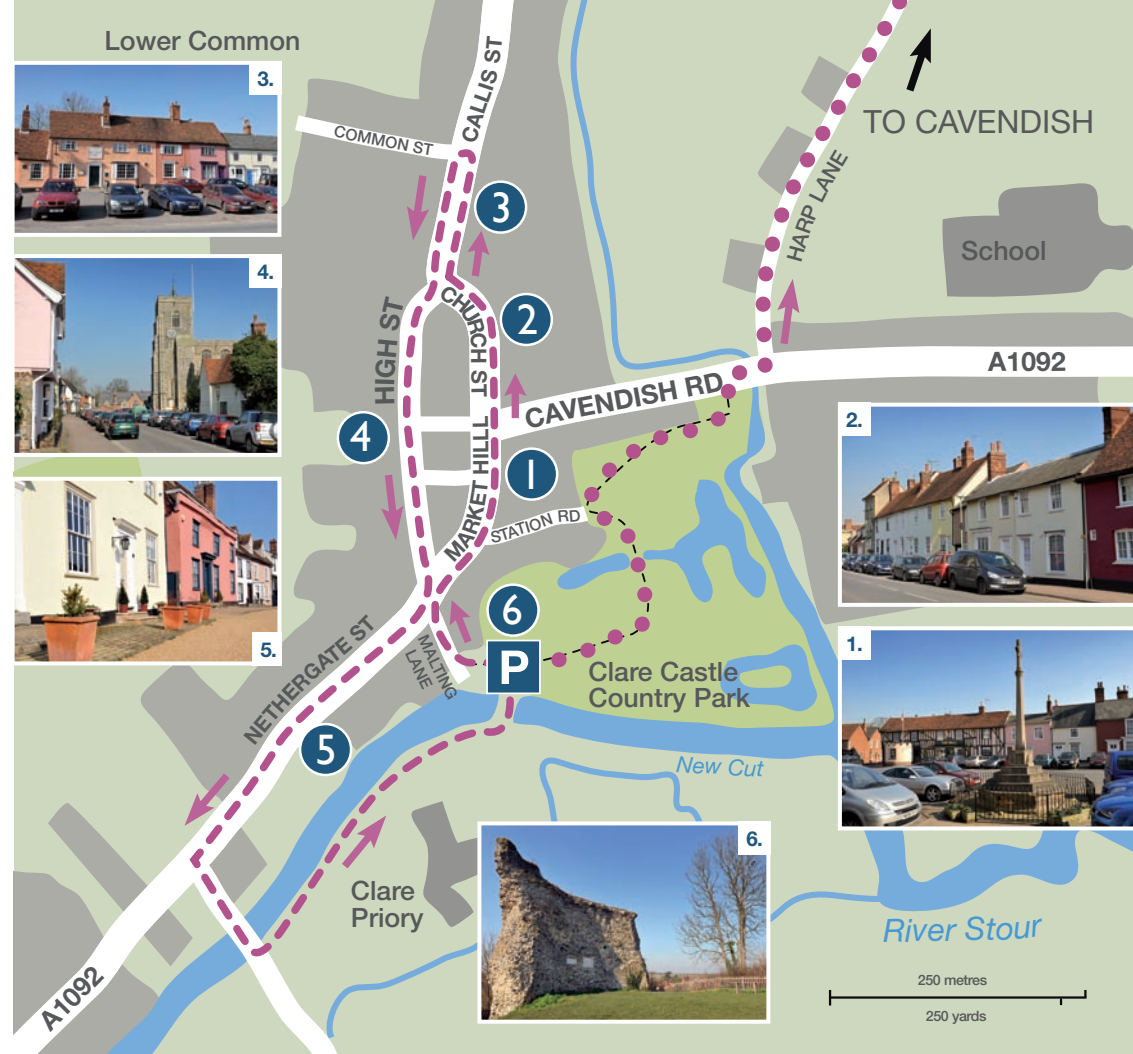 Lower Common
3.
CALLIS ST
COMMON ST
TO CAVENDISH
HARP LANE
School
3
4.
CHURCH ST
2
HIGH ST
A1092
CAVENDISH RD
4
MARKET HILLL
1
2.
STATION RD
5.
6
P
MALTING
LANE
NETHERGATE ST
Clare Castle
Country Park
1.
5
New Cut
6.
Clare
Priory
River Stour
A1092
250 metres
250 yards